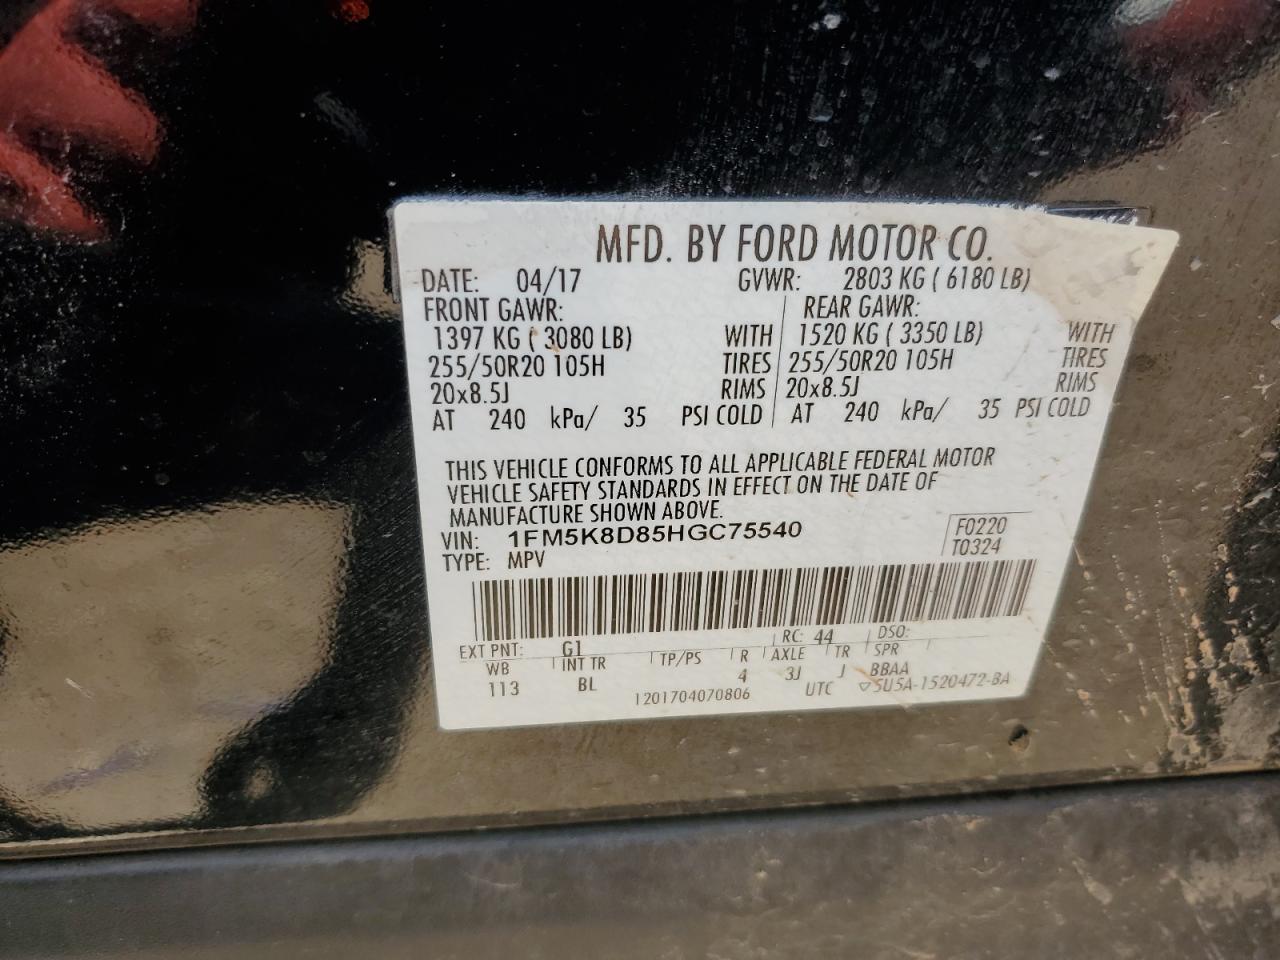 MFD. BY FORD MOTOR CO.
DATE: 04/17 GVWR: 2803 KG ( 6180 LB)
FRONT GAWR: REAR GAWR:
1397 KG ( 3080 LB) WITH 1520 KG ( 3350 LB) WITH
255/50R20 105H TIRES 255/50R20 105H TIRES
20x8.5J RIMS 20x8.5J RIMS
AT 240 kPa/ 35 PSI COLD AT 240 kPa/ 35 PSI COLD
THIS VEHICLE CONFORMS TO ALL APPLICABLE FEDERAL MOTOR
VEHICLE SAFETY STANDARDS IN EFFECT ON THE DATE OF
MANUFACTURE SHOWN ABOVE.
VIN: 1FM5K8D85HGC75540 F0220
TYPE: MPV T0324
EXT PNT: G1 RC: 44 DSO:
WB INT TR TP/PS R AXLE TR SPR
113 BL 4 3J J BBAA
1201704070806 UTC ▽5U5A-1520472-BA